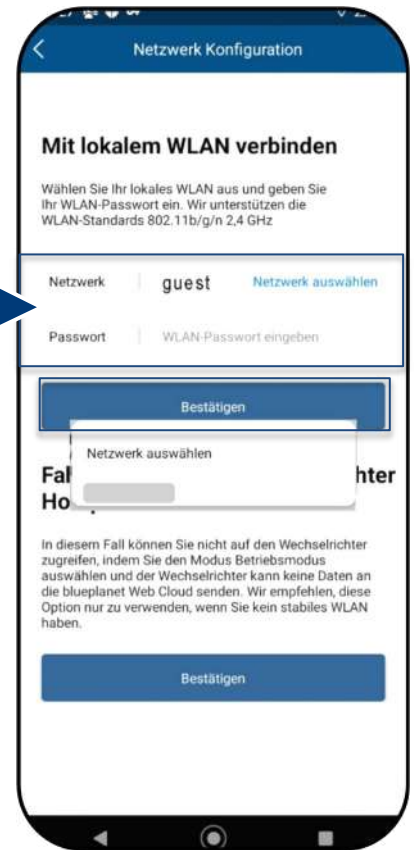 Netzwerk Konfiguration
Mit lokalem WLAN verbinden
Wählen Sie Ihr lokales WLAN aus und geben Sie
Ihr WLAN-Passwort ein. Wir unterstützen die
WLAN-Standards 802.11b/g/n 2,4 GHz
Netzwerk guest Netzwerk auswählen
Passwort WLAN-Passwort eingeben
Bestätigen
Netzwerk auswählen
In diesem Fall können Sie nicht auf den Wechselrichter
zugreifen, indem Sie den Modus Betriebsmodus
auswählen und der Wechselrichter kann keine Daten an
die blueplanet Web Cloud senden. Wir empfehlen, diese
Option nur zu verwenden, wenn Sie kein stabiles WLAN
haben.
Bestätigen